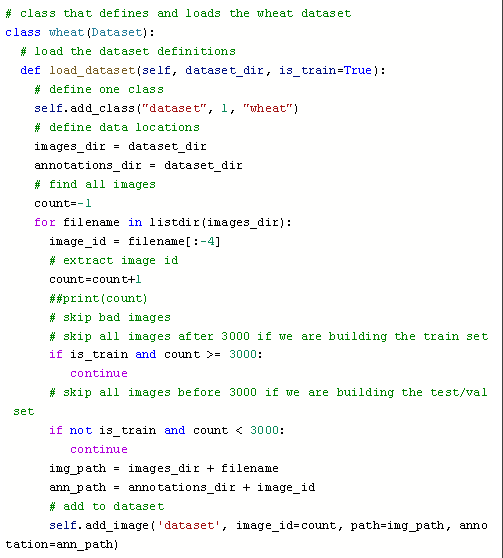 # class that defines and loads the wheat dataset
class wheat(Dataset):
  # load the dataset definitions
  def load_dataset(self, dataset_dir, is_train=True):
    # define one class
    self.add_class("dataset", 1, "wheat")
    # define data locations
    images_dir = dataset_dir
    annotations_dir = dataset_dir
    # find all images
    count=-1
    for filename in listdir(images_dir):
      image_id = filename[:-4]
      # extract image id
      count=count+1
      ##print(count)
      # skip bad images
      # skip all images after 3000 if we are building the train set
      if is_train and count >= 3000:
         continue
      # skip all images before 3000 if we are building the test/val
 set
      if not is_train and count < 3000:
         continue
      img_path = images_dir + filename
      ann_path = annotations_dir + image_id
      # add to dataset
      self.add_image('dataset', image_id=count, path=img_path, anno
tation=ann_path)